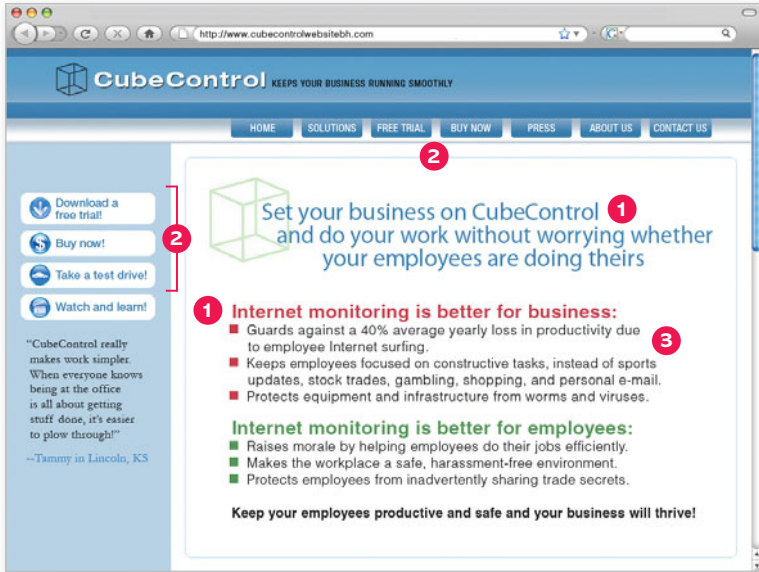 http://www.cubecontrolwebsitebh.com
G
CubeControl KEEPS YOUR BUSINESS RUNNING SMOOTHLY
HOME SOLUTIONS FREE TRIAL BUY NOW PRESS ABOUT US CONTACT US
2
Download a
free trial!
Buy now!
Take a test drive!
Watch and learn!
2
"CubeControl really
makes work simpler.
When everyone knows
being at the office
is all about getting
stuff done, it's easier
to plow through!"
--Tammy in Lincoln, KS
Set your business on CubeControl 1
and do your work without worrying whether
your employees are doing theirs
1 Internet monitoring is better for business:
Guards against a 40% average yearly loss in productivity due
to employee Internet surfing.
3
Keeps employees focused on constructive tasks, instead of sports
updates, stock trades, gambling, shopping, and personal e-mail.
Protects equipment and infrastructure from worms and viruses.
Internet monitoring is better for employees:
Raises morale by helping employees do their jobs efficiently.
Makes the workplace a safe, harassment-free environment.
Protects employees from inadvertently sharing trade secrets.
Keep your employees productive and safe and your business will thrive!